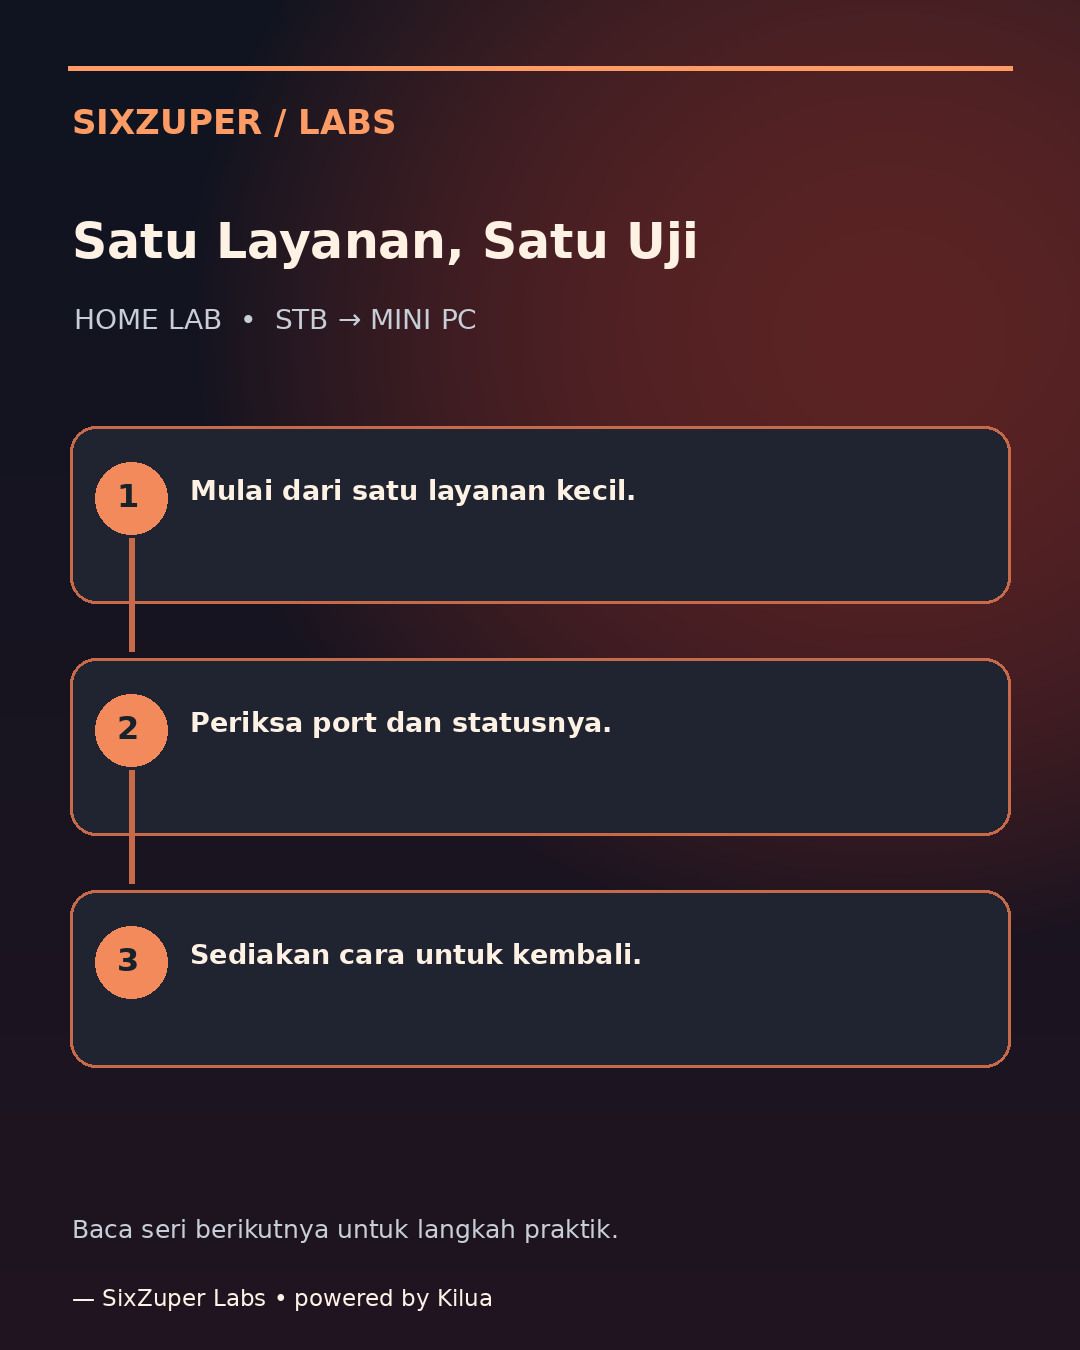 SIXZUPER / LABS
Satu Layanan, Satu Uji
HOME LAB • STB → MINI PC
1
Mulai dari satu layanan kecil.
2
Periksa port dan statusnya.
3
Sediakan cara untuk kembali.
Baca seri berikutnya untuk langkah praktik.
— SixZuper Labs • powered by Kilua